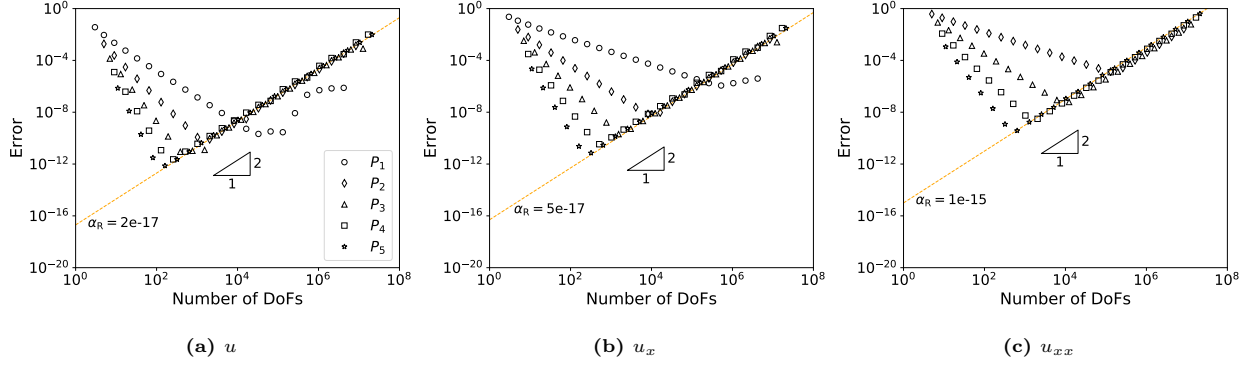 10^0
10^-4
10^-8
10^-12
10^-16
10^-20
Error
10^0 10^2 10^4 10^6 10^8
Number of DoFs
α_R = 2e-17
2
1
P_1
P_2
P_3
P_4
P_5
(a) u
10^0
10^-4
10^-8
10^-12
10^-16
10^-20
Error
10^0 10^2 10^4 10^6 10^8
Number of DoFs
α_R = 5e-17
2
1
(b) u_x
10^0
10^-4
10^-8
10^-12
10^-16
10^-20
Error
10^0 10^2 10^4 10^6 10^8
Number of DoFs
α_R = 1e-15
2
1
(c) u_xx